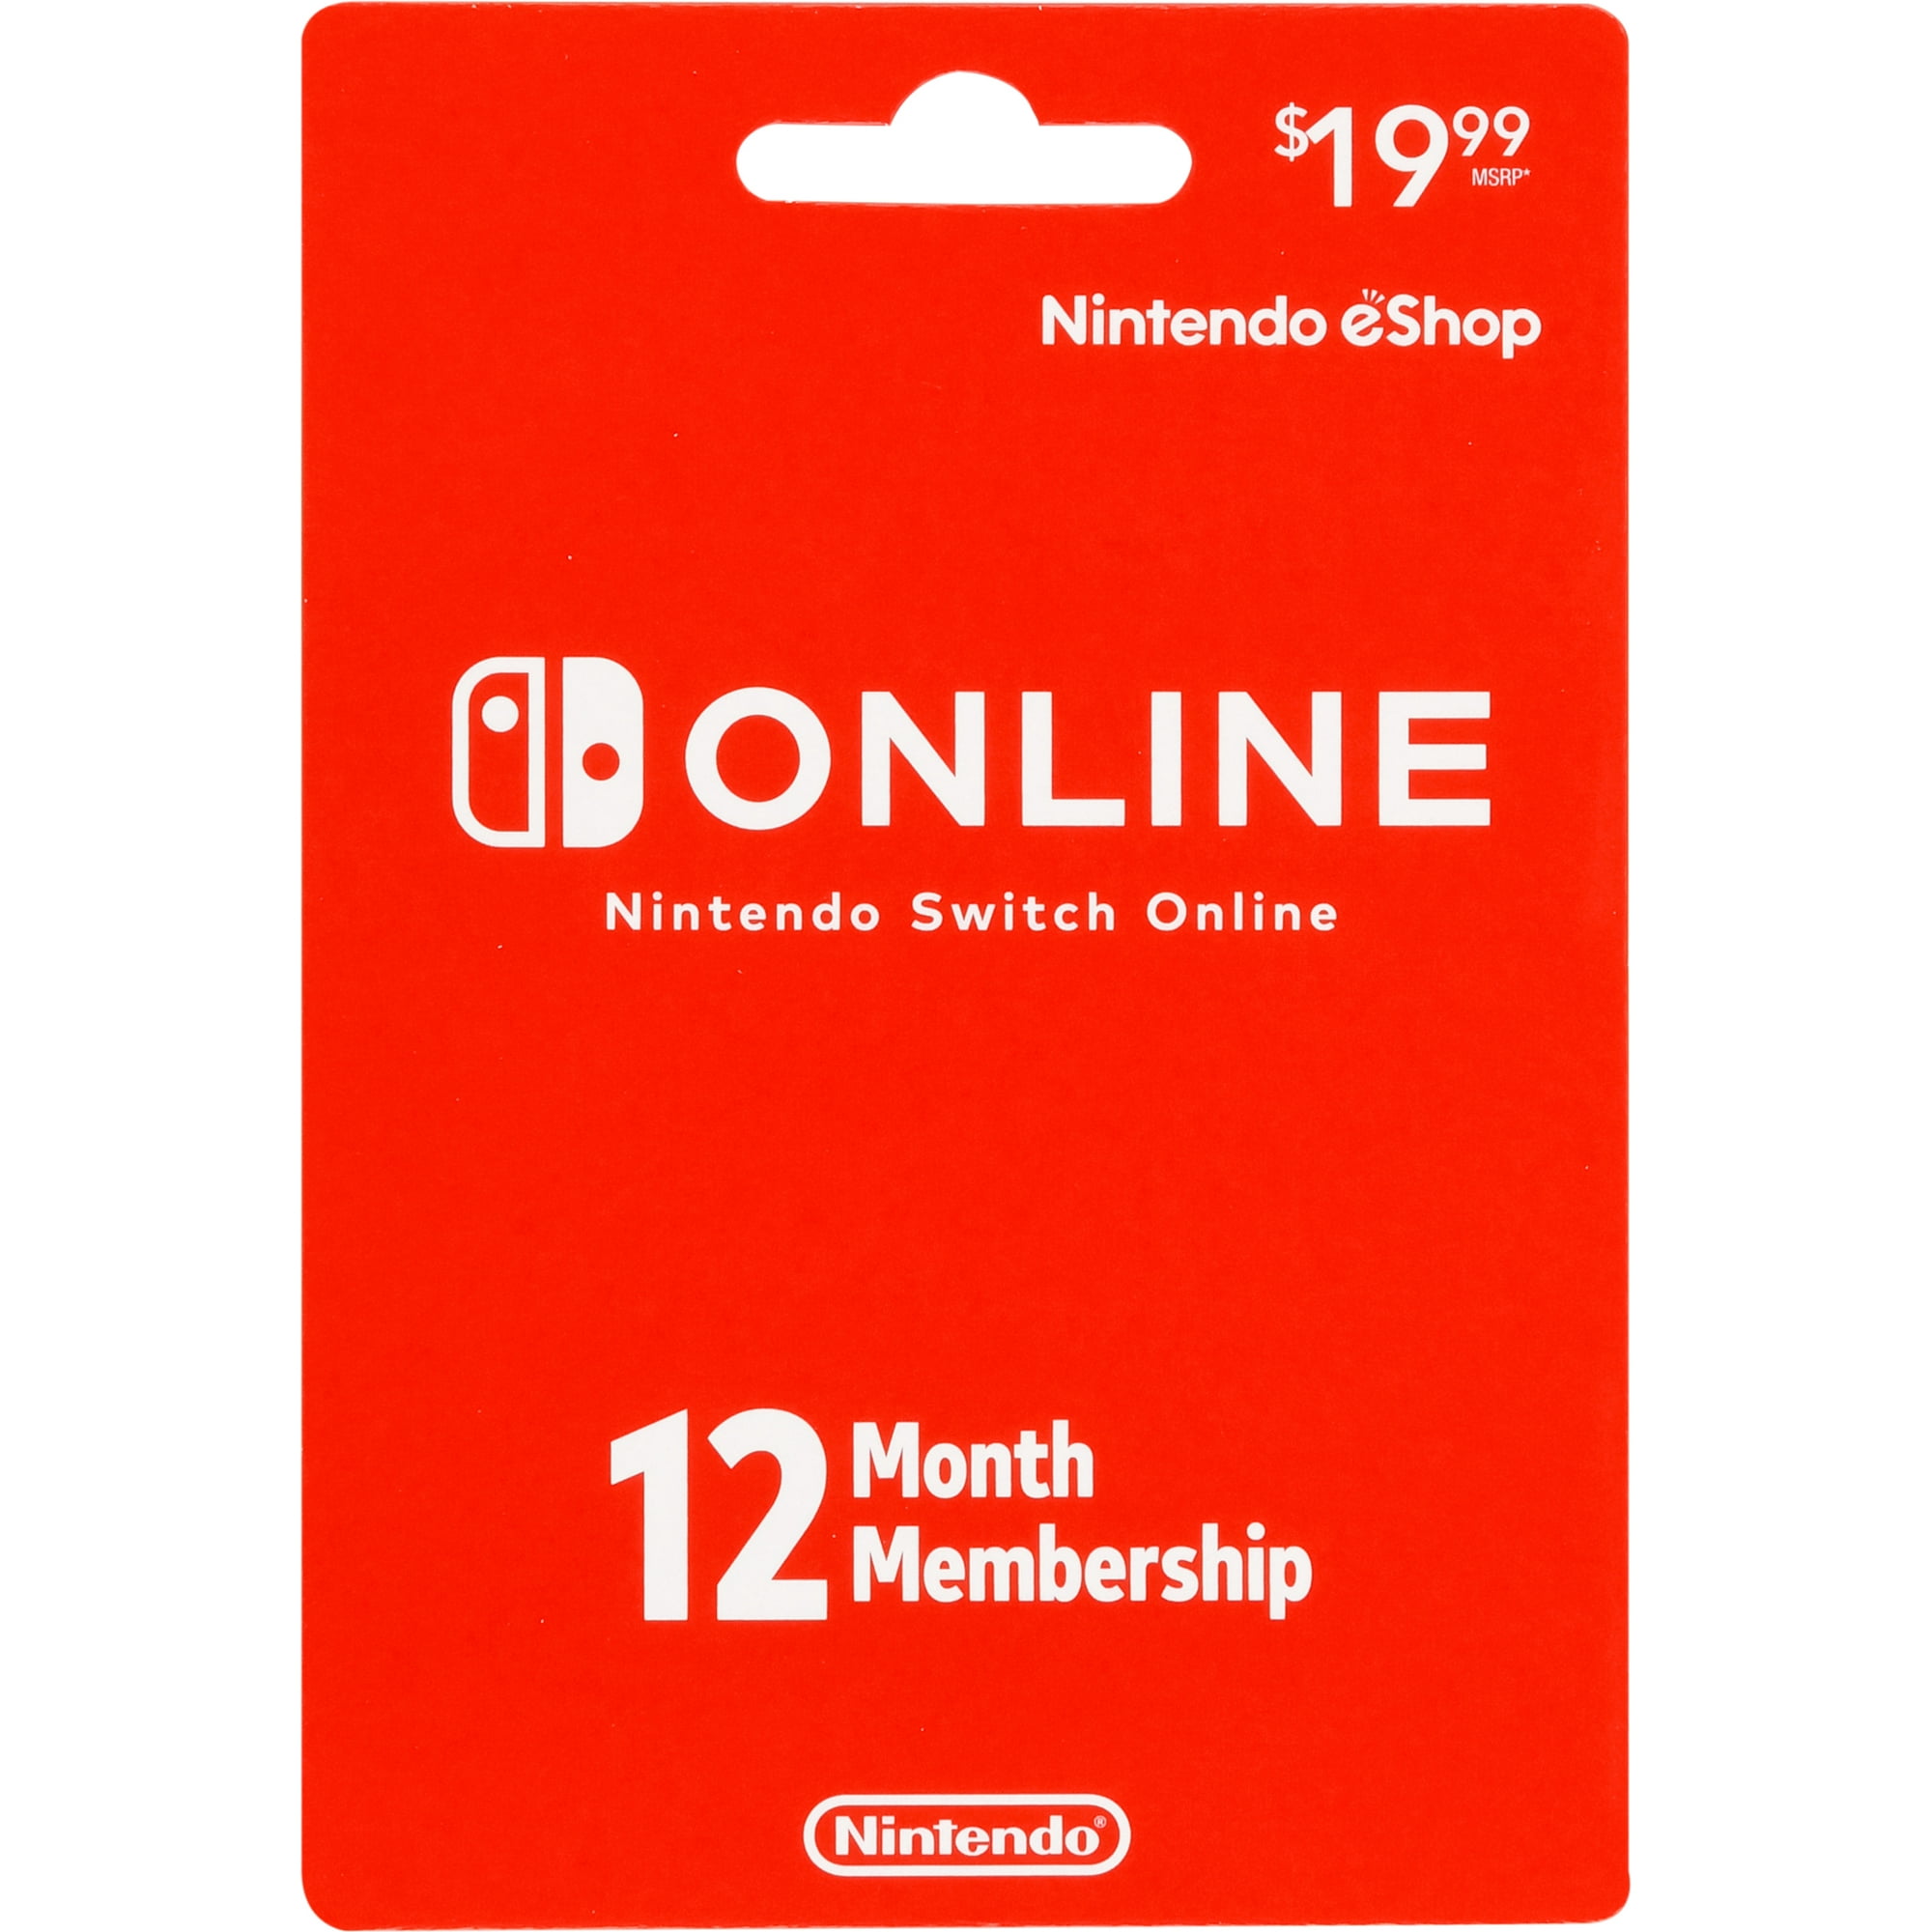 $19.99
MSRP*
Nintendo eShop
ONLINE
Nintendo Switch Online
12 Month
Membership
Nintendo®